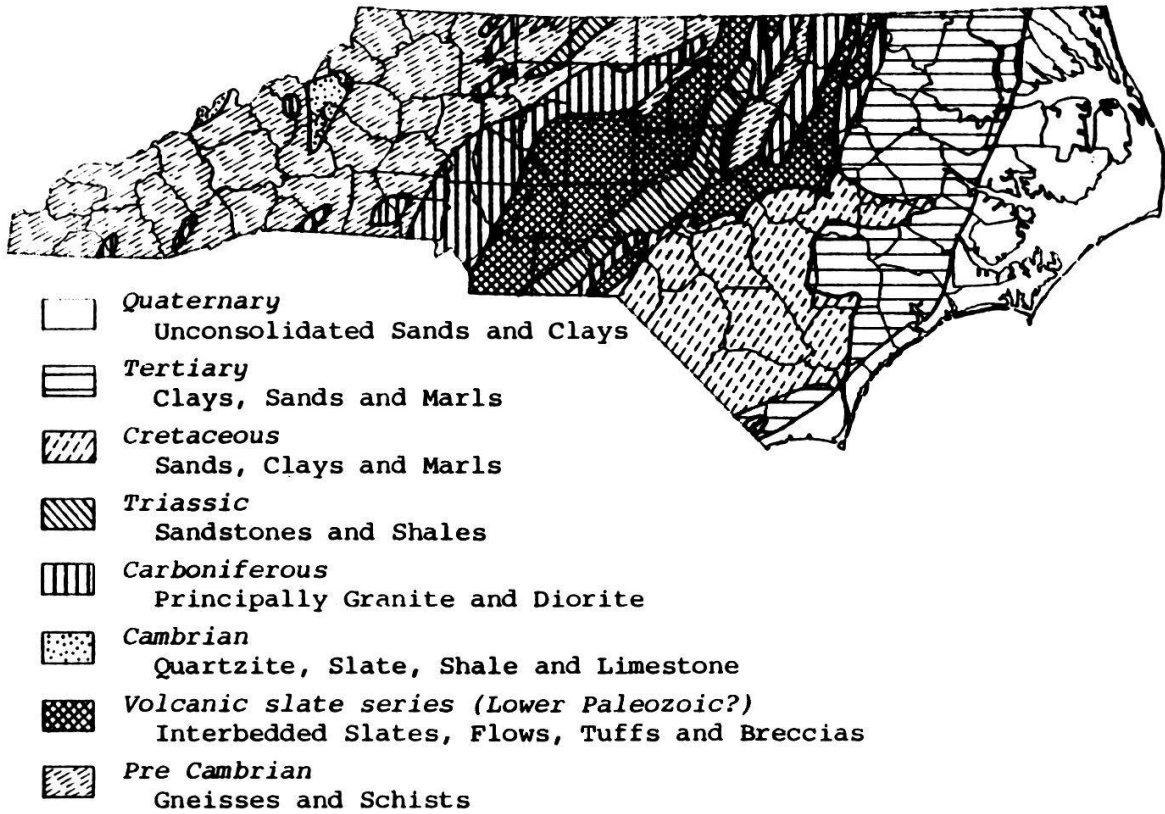 Quaternary
Unconsolidated Sands and Clays
Tertiary
Clays, Sands and Marls
Cretaceous
Sands, Clays and Marls
Triassic
Sandstones and Shales
Carboniferous
Principally Granite and Diorite
Cambrian
Quartzite, Slate, Shale and Limestone
Volcanic slate series (Lower Paleozoic?)
Interbedded Slates, Flows, Tuffs and Breccias
Pre Cambrian
Gneisses and Schists